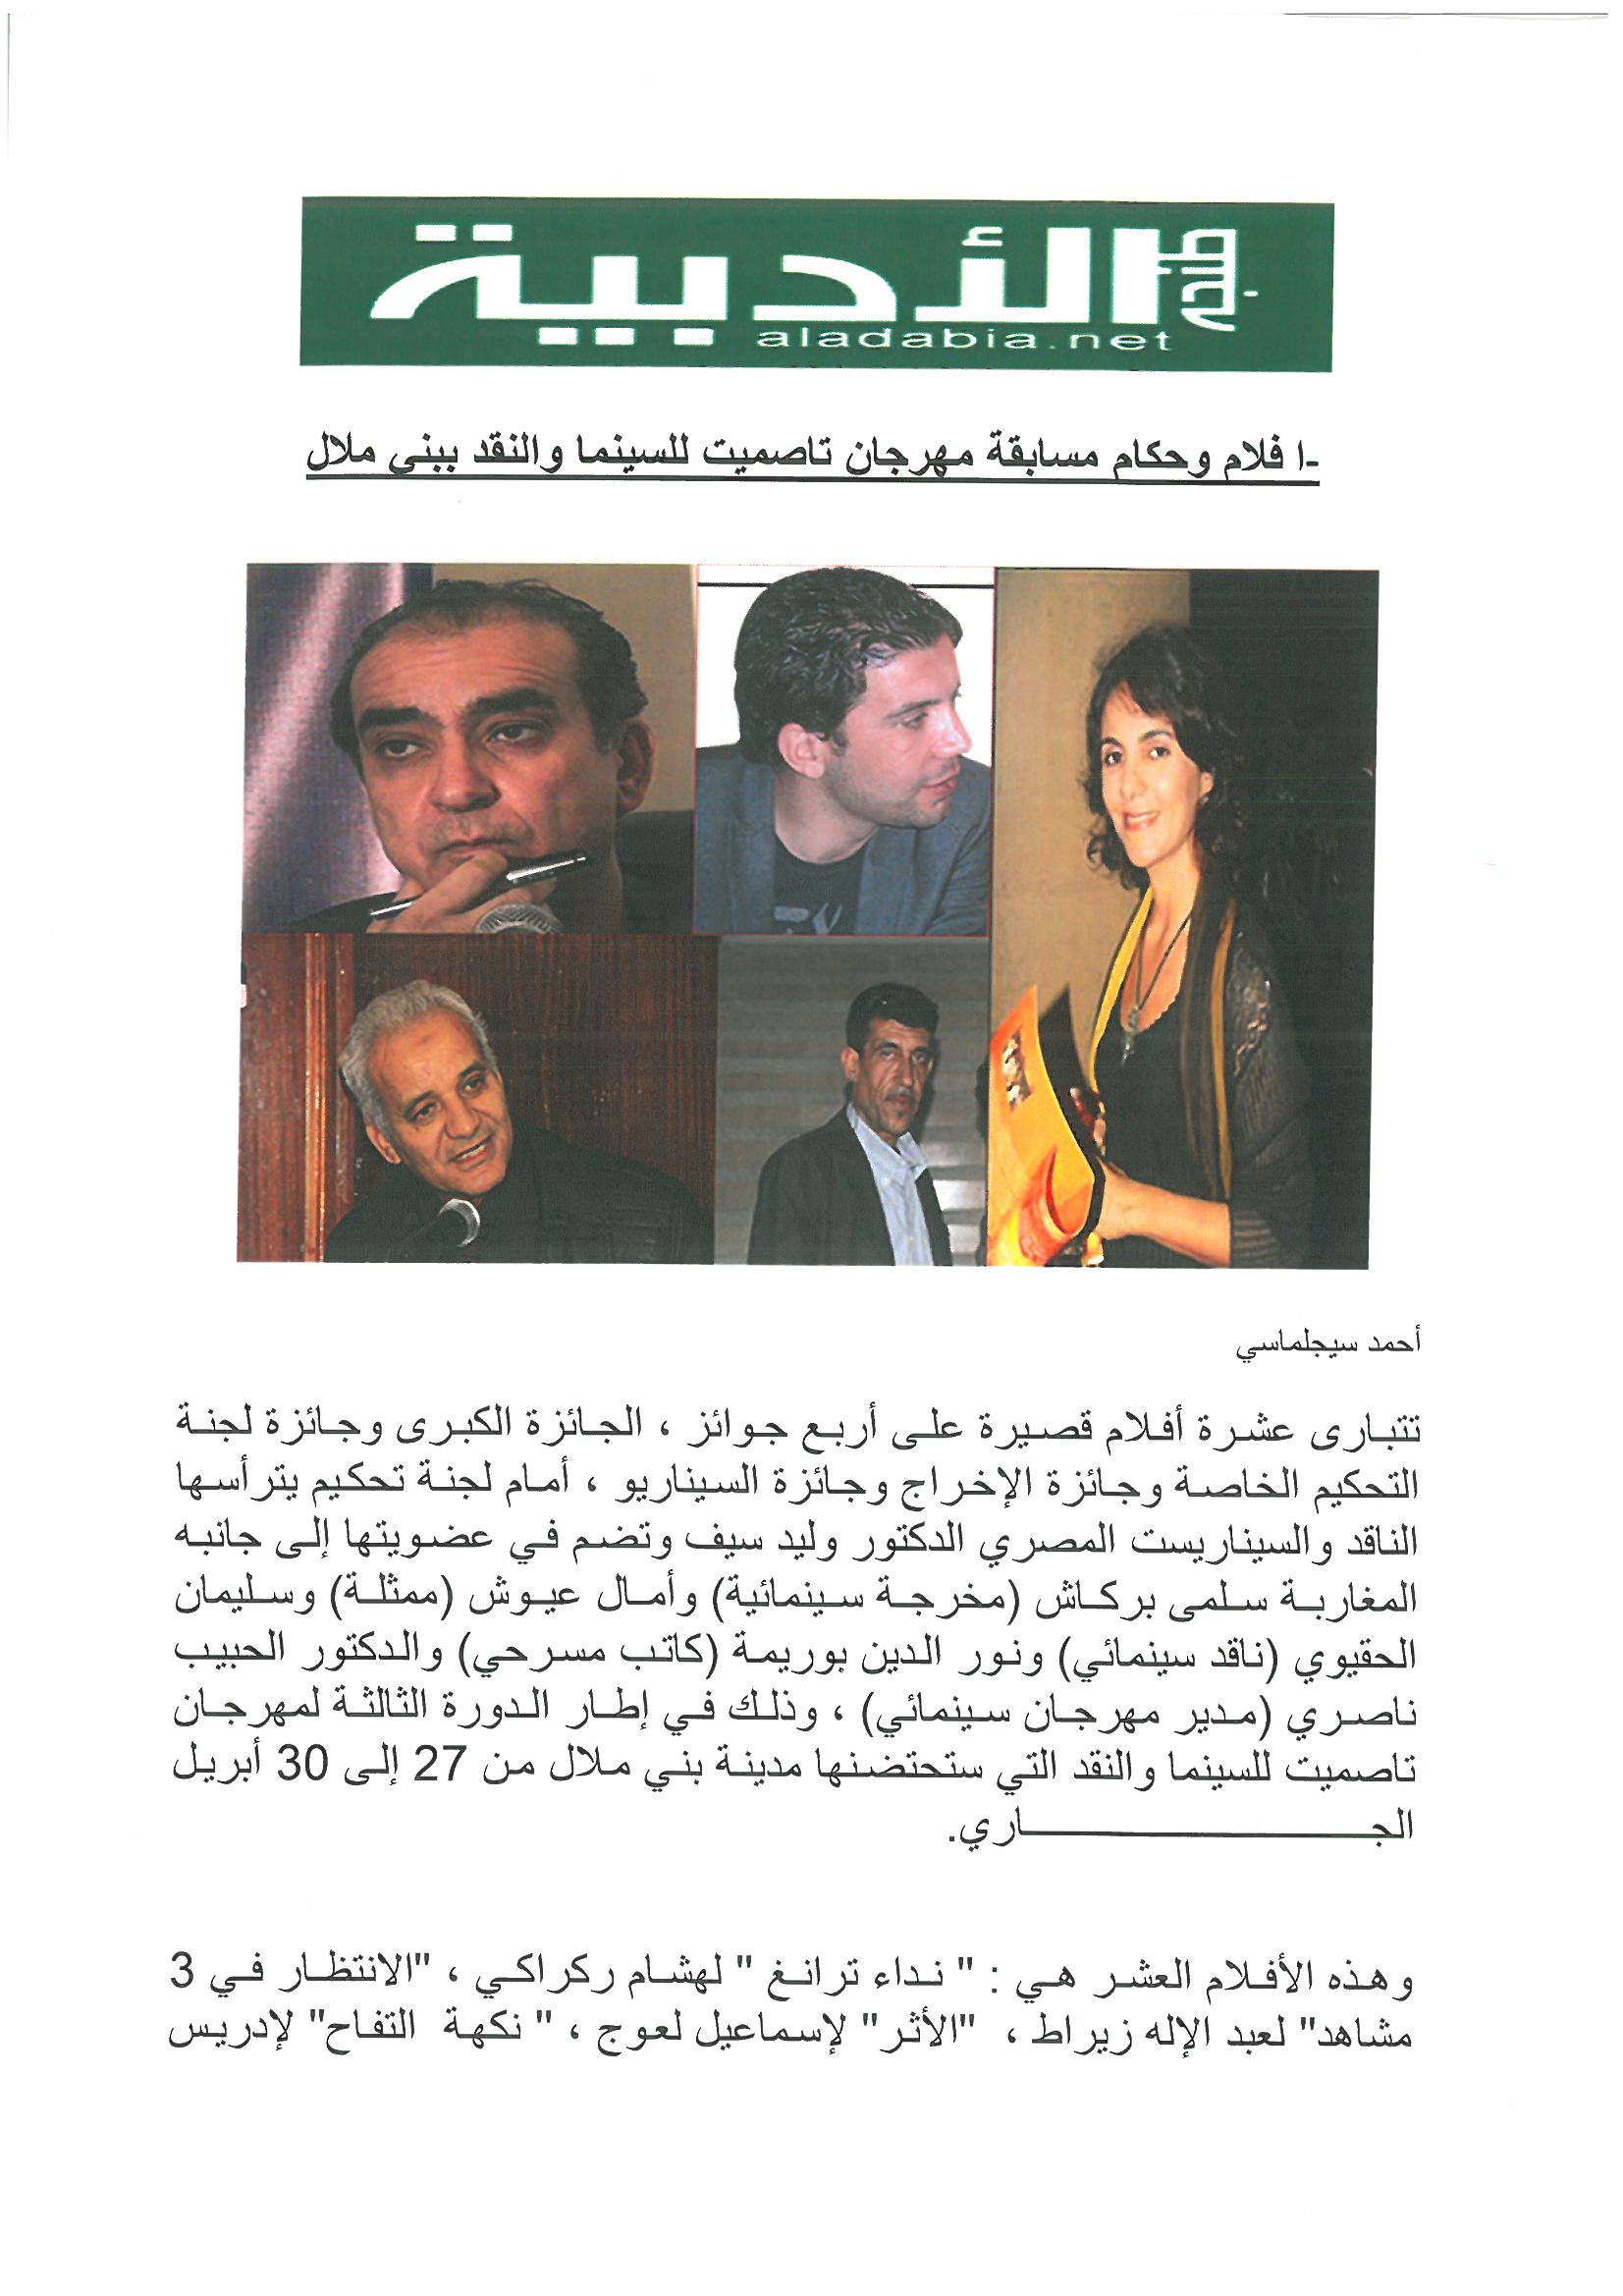 طنجة
الأدبية
aladabia.net
-ا فلام وحكام مسابقة مهرجان تاصميت للسينما والنقد ببني ملال
أحمد سيجلماسي
تتبارى عشرة أفلام قصيرة على أربع جوائز ، الجائزة الكبرى وجائزة لجنة
التحكيم الخاصة وجائزة الإخراج وجائزة السيناريو ، أمام لجنة تحكيم يترأسها
الناقد والسيناريست المصري الدكتور وليد سيف وتضم في عضويتها إلى جانبه
المغاربة سلمى بركاش (مخرجة سينمائية) وأمال عيوش (ممثلة) وسليمان
الحقيوي (ناقد سينمائي) ونور الدين بوريمة (كاتب مسرحي) والدكتور الحبيب
ناصري (مدير مهرجان سينمائي) ، وذلك في إطار الدورة الثالثة لمهرجان
تاصميت للسينما والنقد التي ستحتضنها مدينة بني ملال من 27 إلى 30 أبريل
الجـــــــــــــــــاري.
وهذه الأفلام العشر هي : " نداء ترانغ " لهشام ركراكي ، "الانتظار في 3
مشاهد" لعبد الإله زيراط ، "الأثر" لإسماعيل لعوج ، " نكهة التفاح" لإدريس